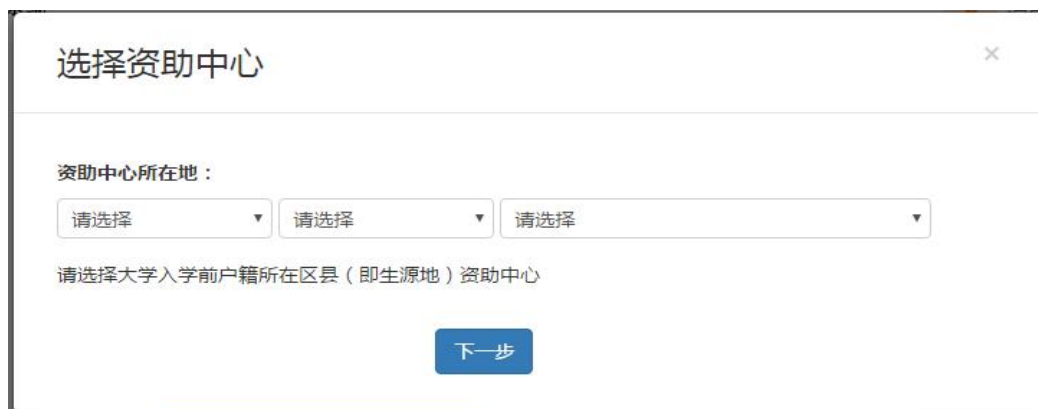 选择资助中心 ×
资助中心所在地：
请选择 请选择 请选择
请选择大学入学前户籍所在区县（即生源地）资助中心
下一步